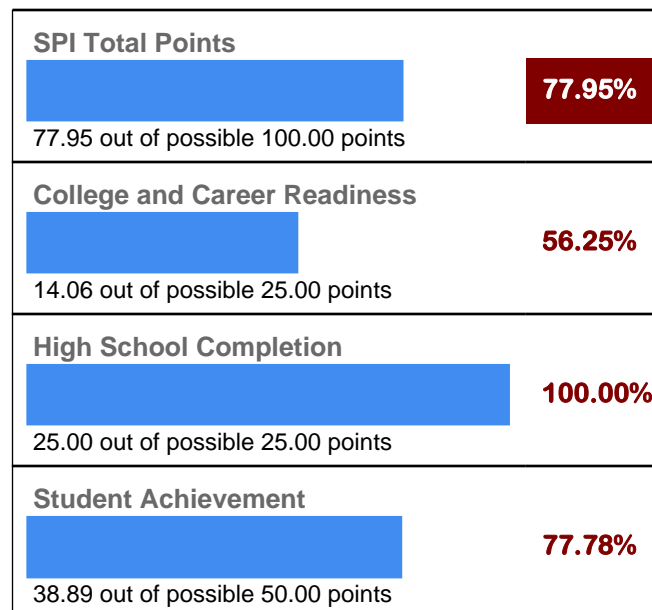 SPI Total Points
77.95%
77.95 out of possible 100.00 points
College and Career Readiness
56.25%
14.06 out of possible 25.00 points
High School Completion
100.00%
25.00 out of possible 25.00 points
Student Achievement
77.78%
38.89 out of possible 50.00 points